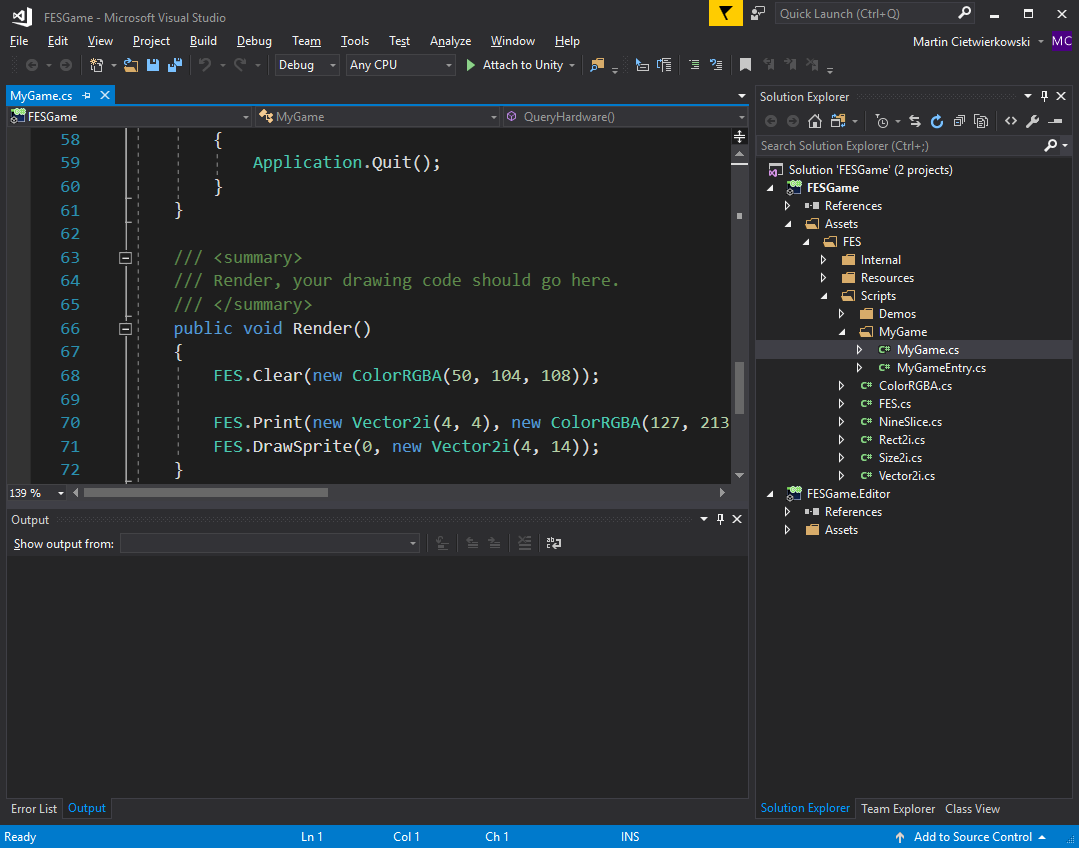 FESGame - Microsoft Visual Studio
Quick Launch (Ctrl+Q)
File Edit View Project Build Debug Team Tools Test Analyze Window Help
Martin Cietwierkowski MC
Debug Any CPU Attach to Unity
MyGame.cs
FESGame MyGame QueryHardware()
58 {
59 Application.Quit();
60 }
61 }
62
63 /// <summary>
64 /// Render, your drawing code should go here.
65 /// </summary>
66 public void Render()
67 {
68 FES.Clear(new ColorRGBA(50, 104, 108));
69
70 FES.Print(new Vector2i(4, 4), new ColorRGBA(127, 213
71 FES.DrawSprite(0, new Vector2i(4, 14));
72 }
139 %
Output
Show output from:
Error List Output
Solution Explorer
Search Solution Explorer (Ctrl+;)
Solution 'FESGame' (2 projects)
FESGame
References
Assets
FES
Internal
Resources
Scripts
Demos
MyGame
C# MyGame.cs
C# MyGameEntry.cs
C# ColorRGBA.cs
C# FES.cs
C# NineSlice.cs
C# Rect2i.cs
C# Size2i.cs
C# Vector2i.cs
FESGame.Editor
References
Assets
Solution Explorer Team Explorer Class View
Ready Ln 1 Col 1 Ch 1 INS Add to Source Control